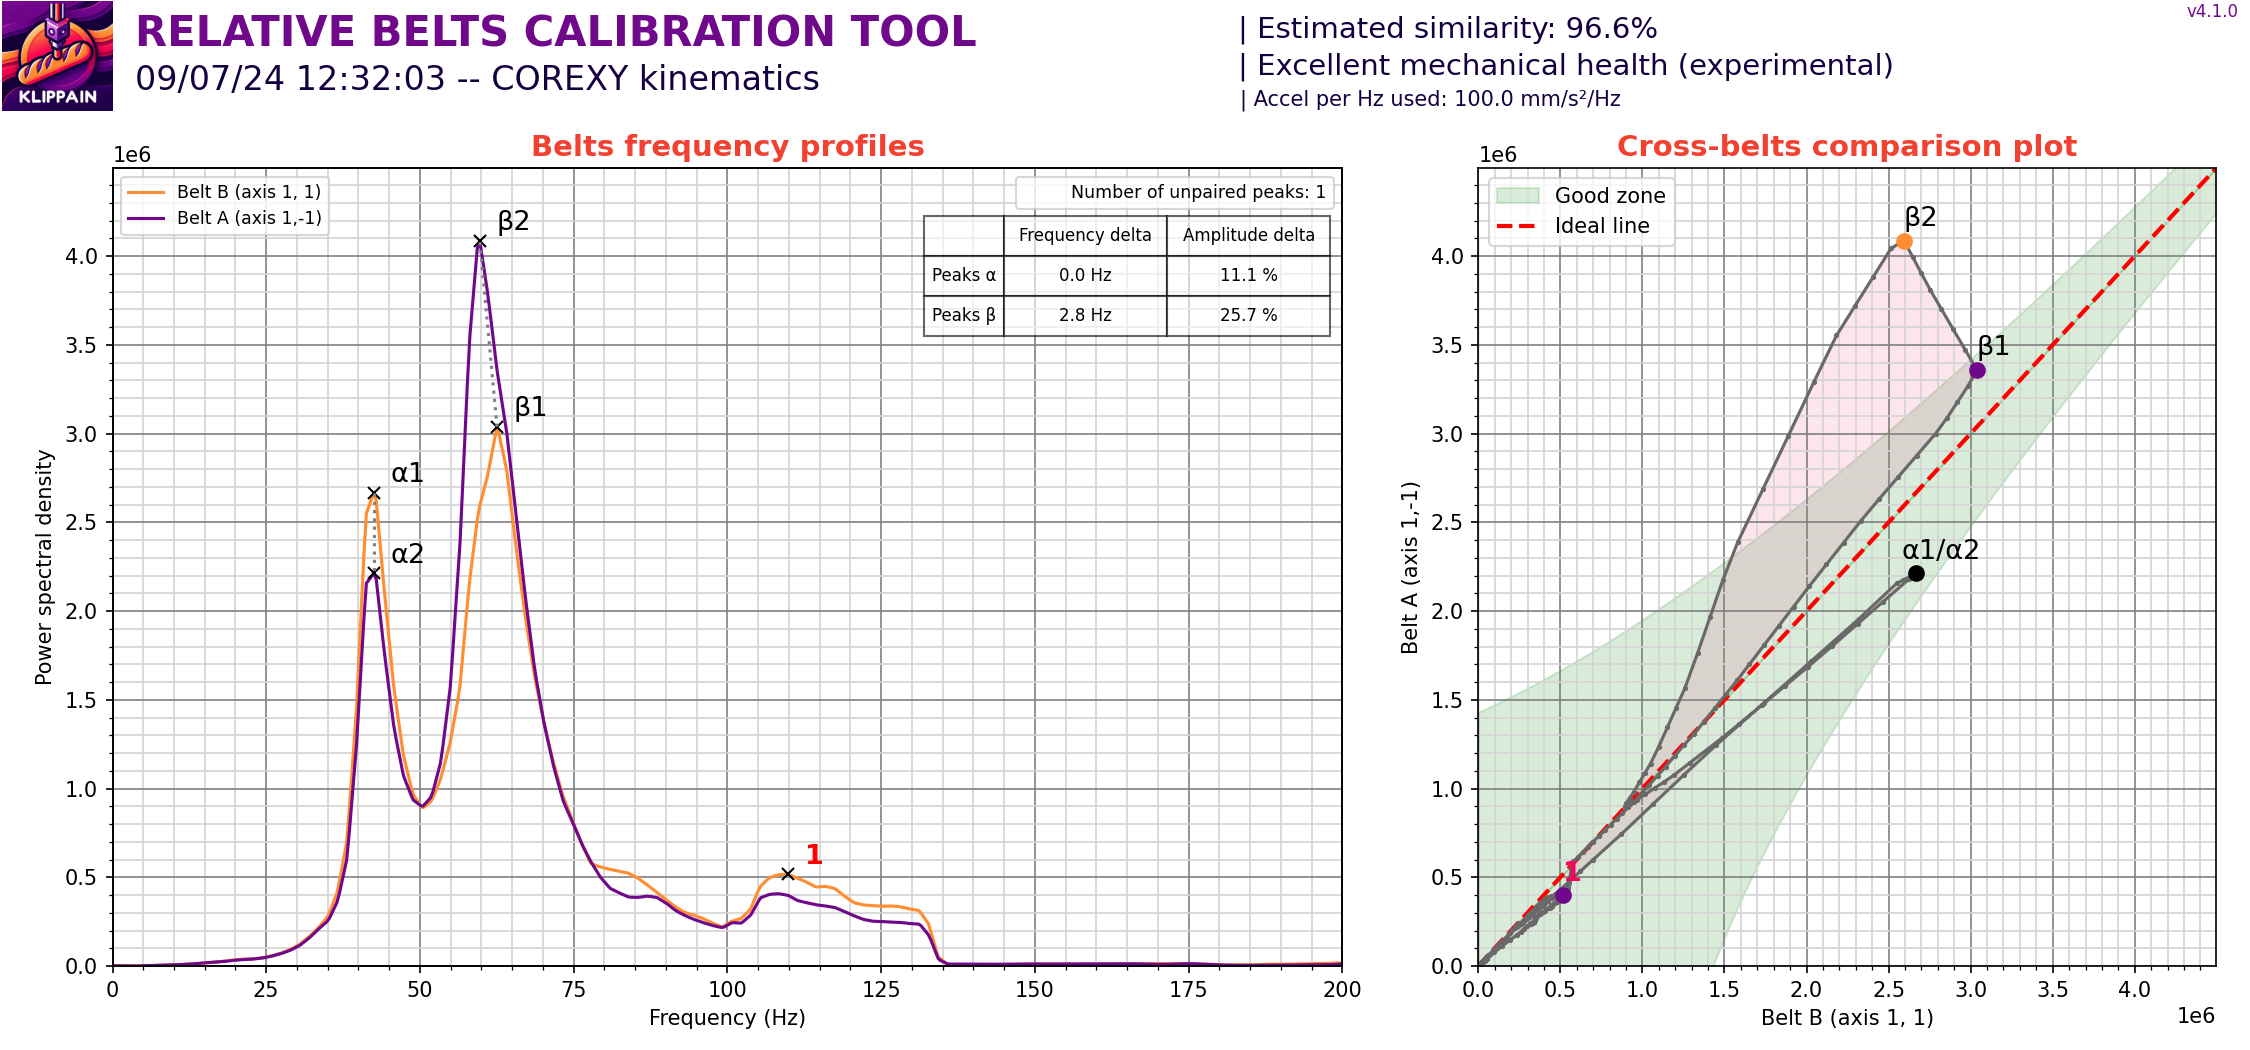 KLIPPAIN
RELATIVE BELTS CALIBRATION TOOL
09/07/24 12:32:03 -- COREXY kinematics
| Estimated similarity: 96.6%
| Excellent mechanical health (experimental)
| Accel per Hz used: 100.0 mm/s²/Hz
v4.1.0
Belts frequency profiles
1e6
Belt B (axis 1, 1)
Belt A (axis 1,-1)
Number of unpaired peaks: 1
Frequency delta Amplitude delta
Peaks α 0.0 Hz 11.1 %
Peaks β 2.8 Hz 25.7 %
β2
β1
α1
α2
1
4.0
3.5
3.0
2.5
2.0
1.5
1.0
0.5
0.0
Power spectral density
0 25 50 75 100 125 150 175 200
Frequency (Hz)
Cross-belts comparison plot
1e6
Good zone
Ideal line
β2
β1
α1/α2
1
4.0
3.5
3.0
2.5
2.0
1.5
1.0
0.5
0.0
Belt A (axis 1,-1)
0.0 0.5 1.0 1.5 2.0 2.5 3.0 3.5 4.0
Belt B (axis 1, 1)
1e6